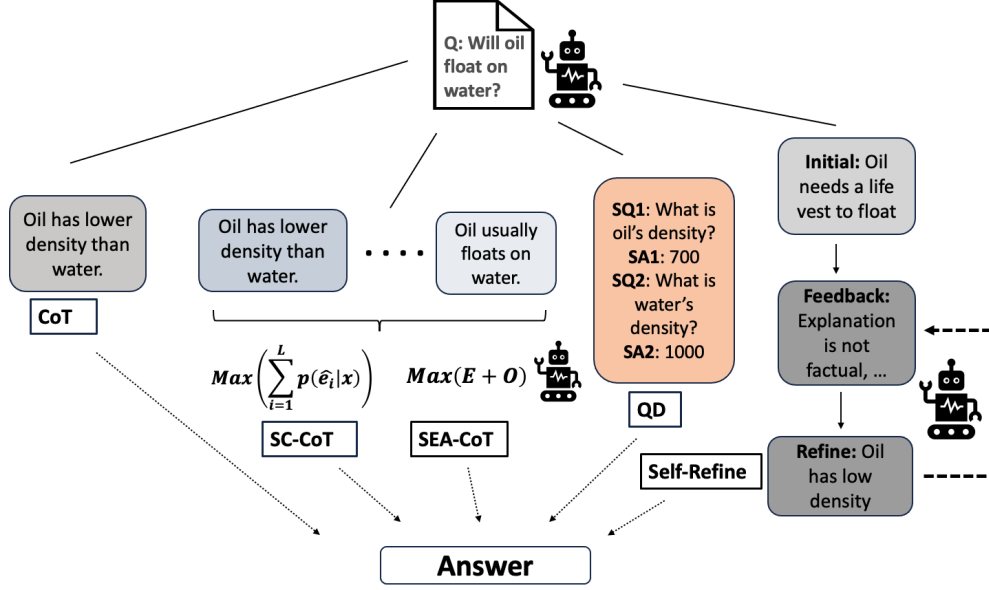 Q: Will oil
float on
water?
Oil has lower
density than
water.
CoT
Oil has lower
density than
water.
Oil usually
floats on
water.
Max(∑_{i=1}^{L} p(ê_i|x))
SC-CoT
Max(E + O)
SEA-CoT
SQ1: What is
oil's density?
SA1: 700
SQ2: What is
water's
density?
SA2: 1000
QD
Initial: Oil
needs a life
vest to float
Feedback:
Explanation
is not
factual, ...
Refine: Oil
has low
density
Self-Refine
Answer